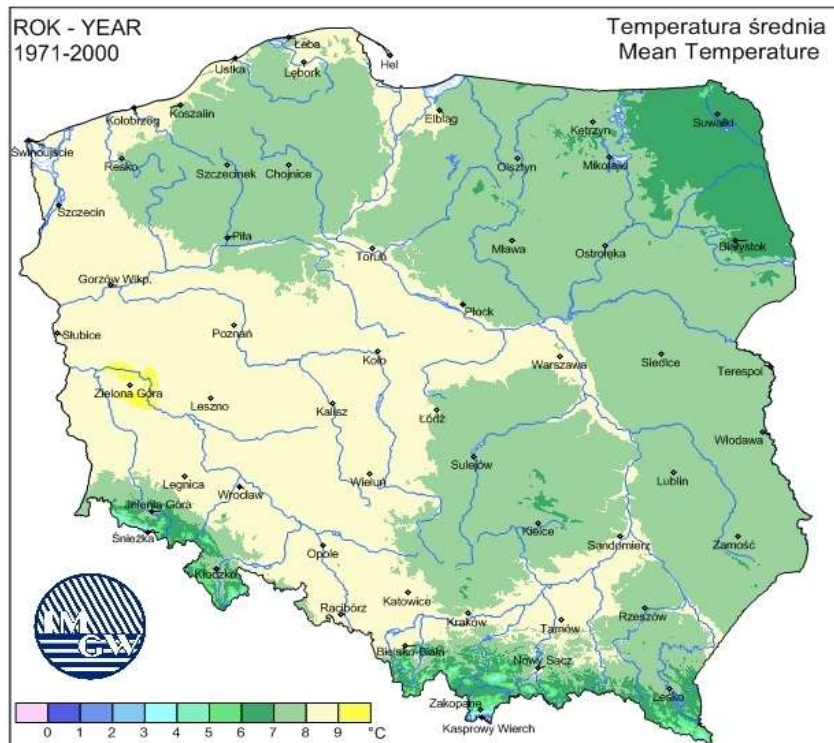 ROK - YEAR
1971-2000
Temperatura średnia
Mean Temperature
Łeba
Ustka
Lębork
Hel
Kołobrzeg
Koszalin
Elbląg
Kętrzyn
Suwałki
Świnoujście
Resko
Szczecinek
Chojnice
Olsztyn
Mikołajki
Szczecin
Piła
Toruń
Mława
Ostrołęka
Białystok
Gorzów Wlkp.
Płock
Słubice
Poznań
Koło
Warszawa
Siedlce
Terespol
Zielona Góra
Leszno
Kalisz
Łódź
Włodawa
Legnica
Wrocław
Wieluń
Sulejów
Lublin
Jelenia Góra
Śnieżka
Opole
Kielce
Sandomierz
Zamość
Kłodzko
Racibórz
Katowice
Kraków
Tarnów
Rzeszów
Bielsko-Biała
Nowy Sącz
Lesko
Zakopane
Kasprowy Wierch
IM
GW
0 1 2 3 4 5 6 7 8 9 °C